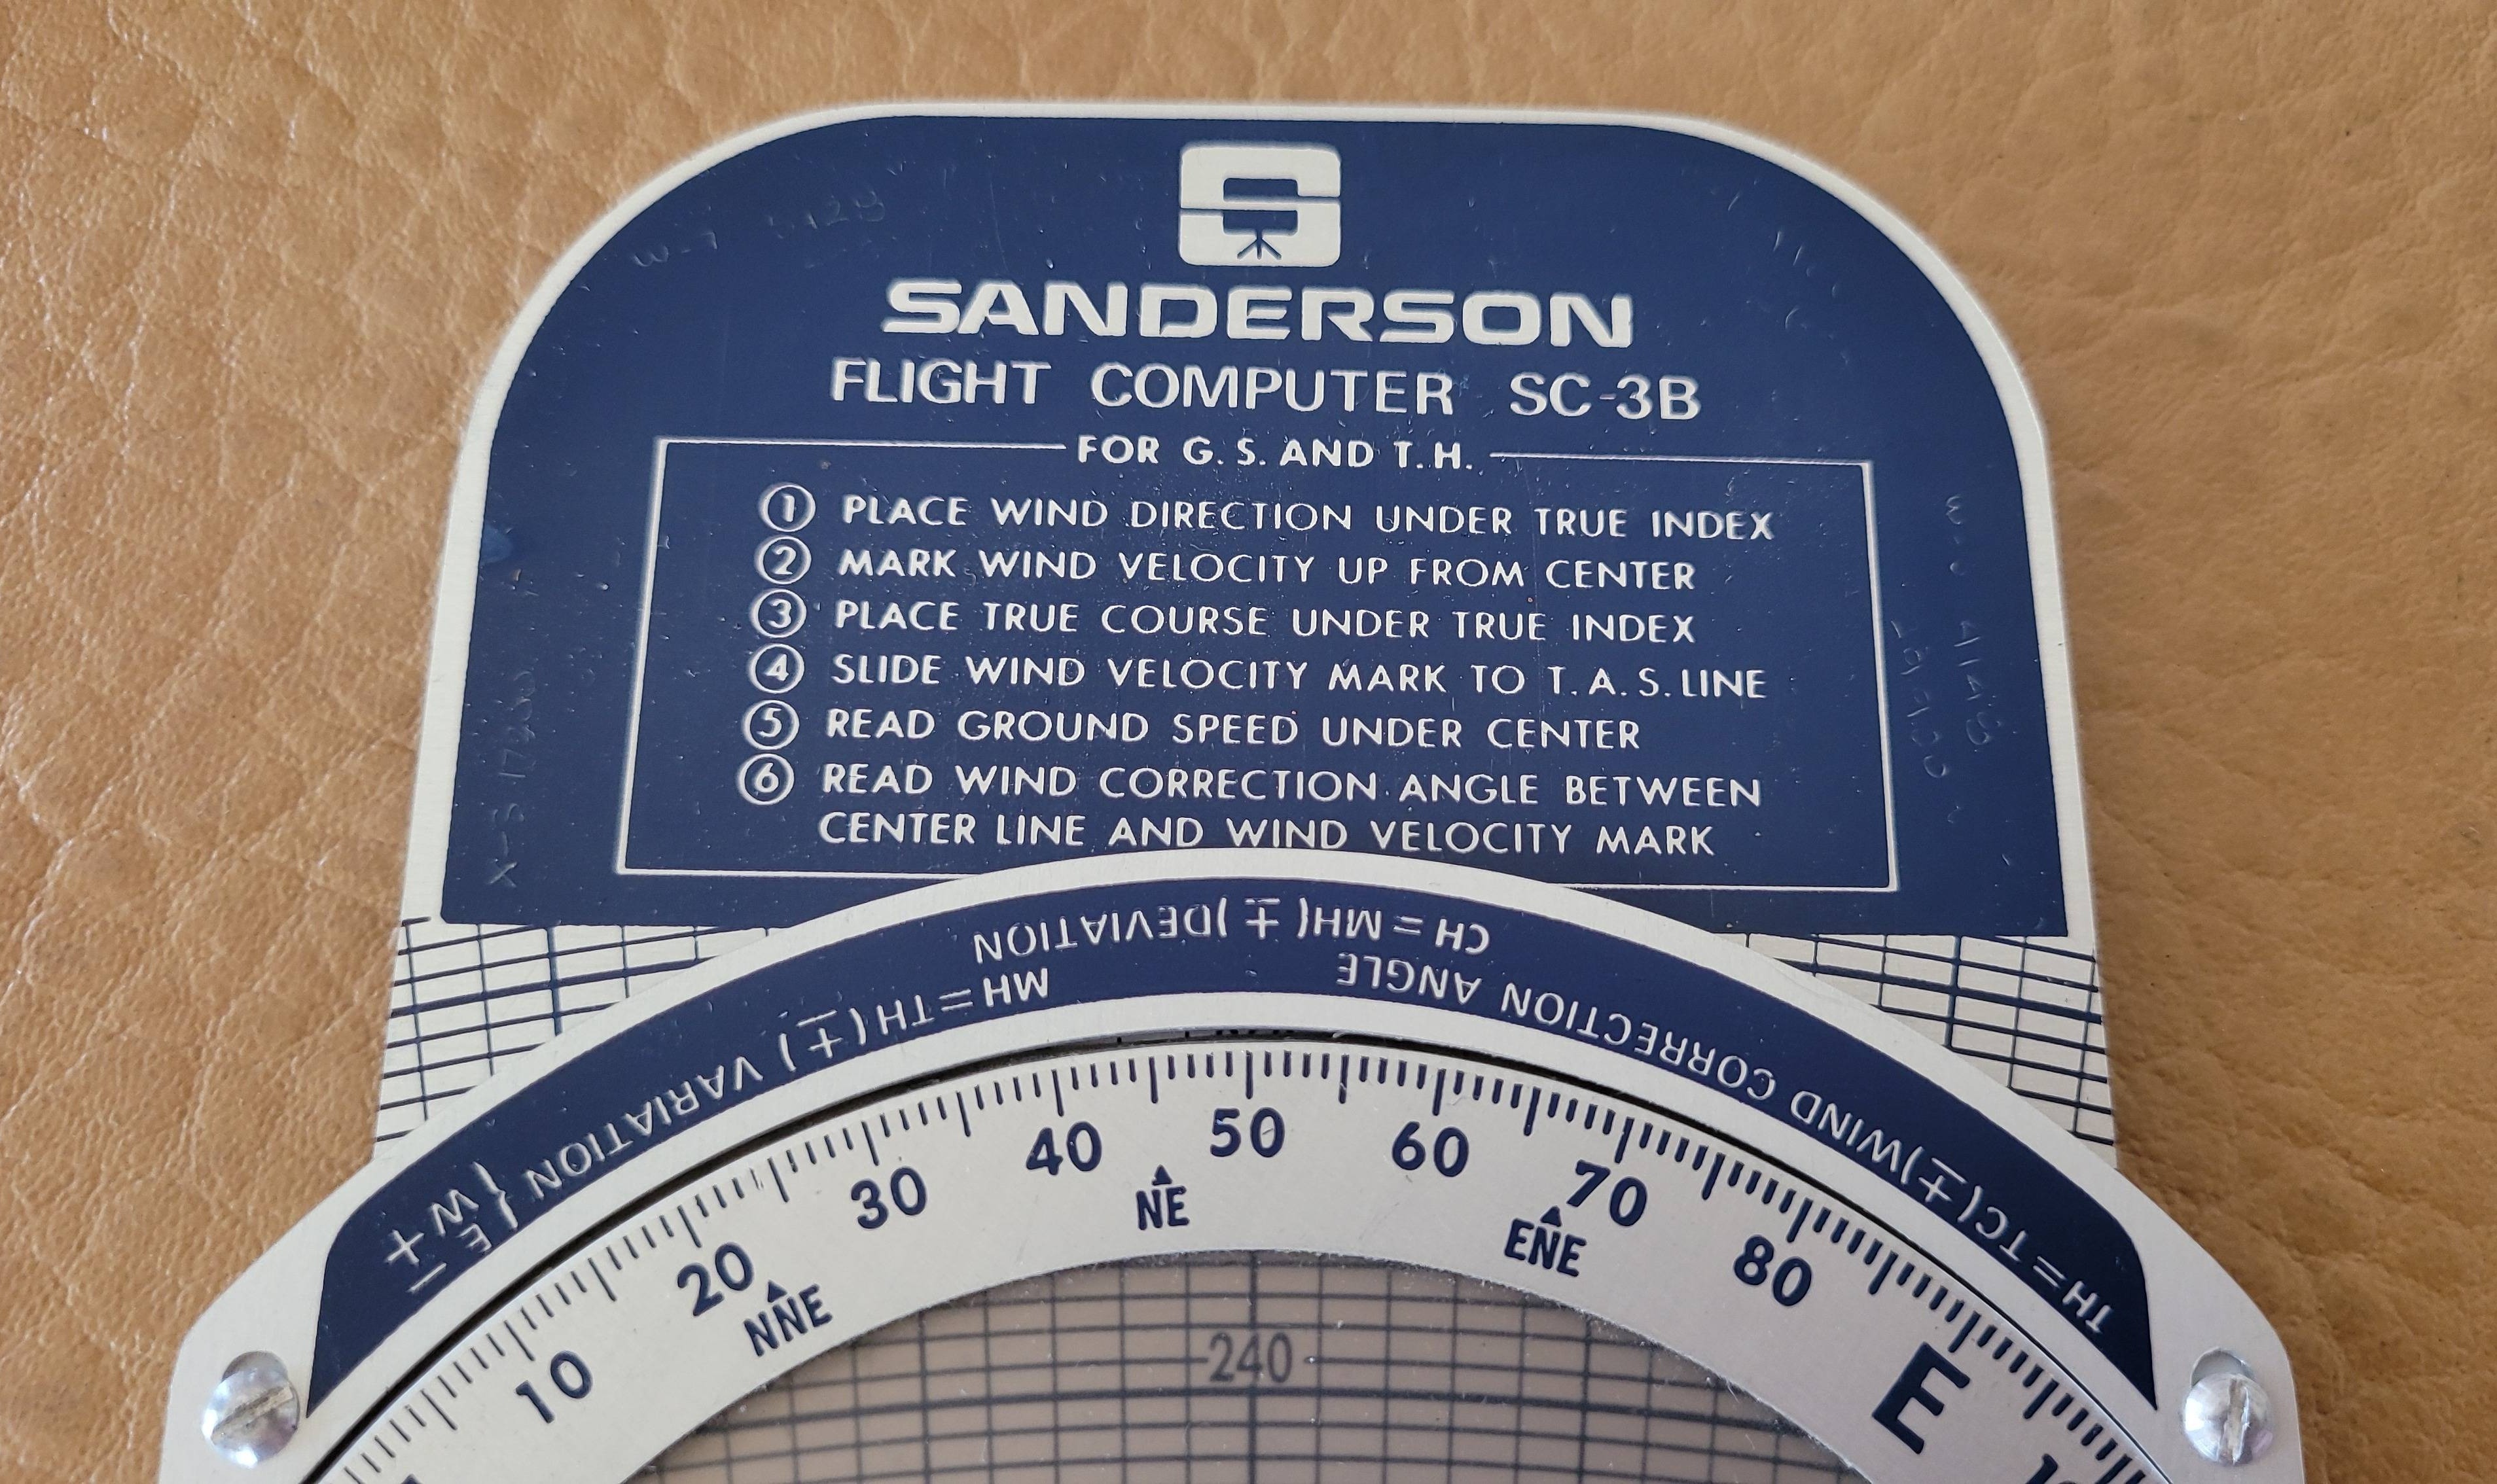 S
SANDERSON
FLIGHT COMPUTER SC-3B
FOR G. S. AND T. H.
1 PLACE WIND DIRECTION UNDER TRUE INDEX
2 MARK WIND VELOCITY UP FROM CENTER
3 PLACE TRUE COURSE UNDER TRUE INDEX
4 SLIDE WIND VELOCITY MARK TO T. A. S. LINE
5 READ GROUND SPEED UNDER CENTER
6 READ WIND CORRECTION ANGLE BETWEEN
CENTER LINE AND WIND VELOCITY MARK
TH=TC(±)WIND CORRECTION ANGLE
MH=TH(±) VARIATION {E- W+
CH=MH(±)DEVIATION
10 20 30 40 50 60 70 80 E
NNE NE ENE
240